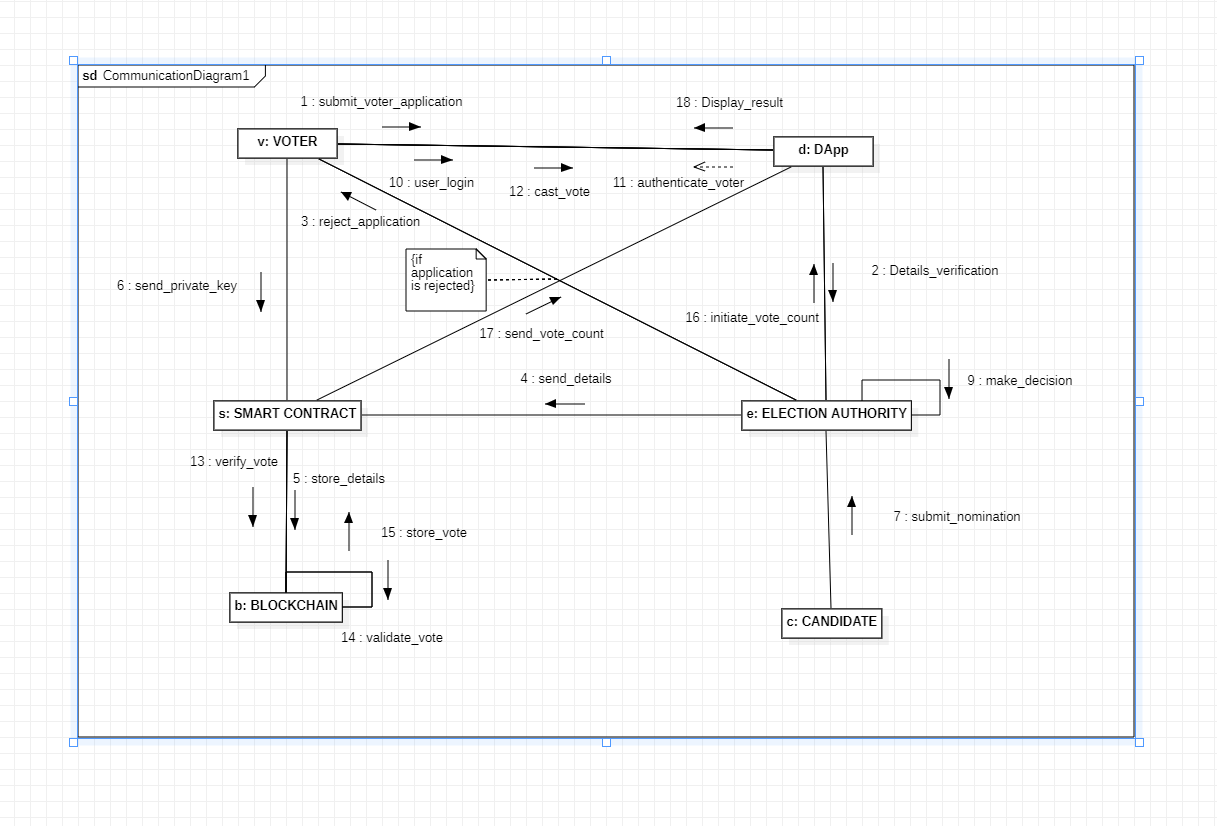 sd CommunicationDiagram1
1 : submit_voter_application
18 : Display_result
v: VOTER
d: DApp
10 : user_login
12 : cast_vote
11 : authenticate_voter
3 : reject_application
{if
application
is rejected}
6 : send_private_key
2 : Details_verification
16 : initiate_vote_count
17 : send_vote_count
4 : send_details
9 : make_decision
s: SMART CONTRACT
e: ELECTION AUTHORITY
13 : verify_vote
5 : store_details
15 : store_vote
7 : submit_nomination
b: BLOCKCHAIN
c: CANDIDATE
14 : validate_vote